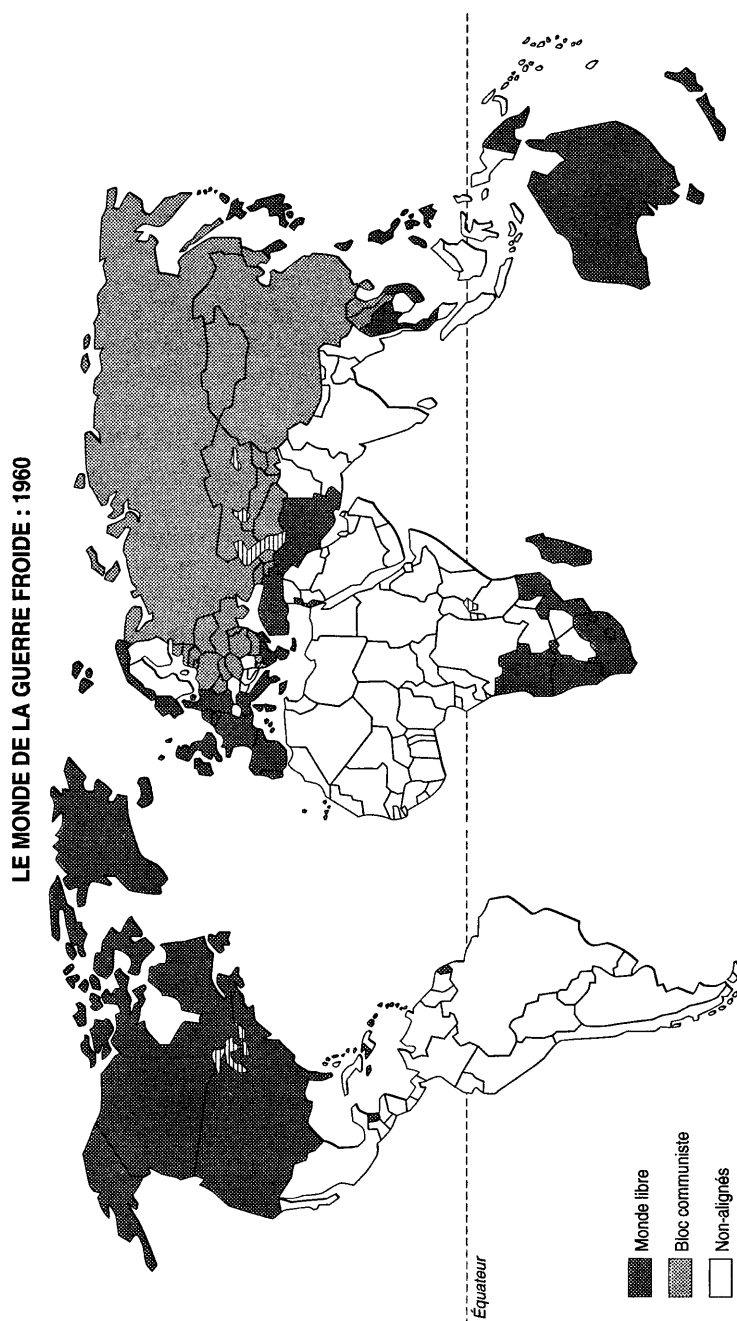 LE MONDE DE LA GUERRE FROIDE : 1960
Équateur
Monde libre
Bloc communiste
Non-alignés